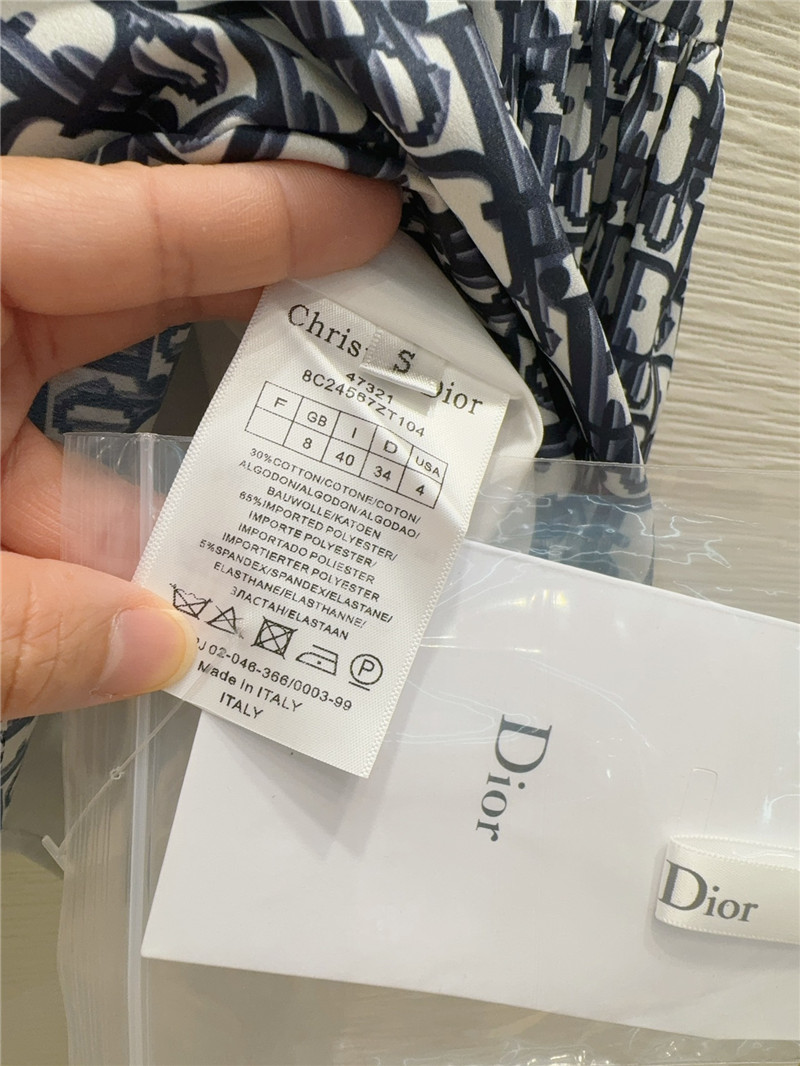 Chris Dior
S
47321
8C24567ZT104
F GB I D USA
8 40 34 4
30%COTTON/COTONE/COTON/
ALGODON/ALGODON/ALGODAO/
BAUWOLLE/KATOEN
65%IMPORTED POLYESTER/
IMPORTE POLYESTER/
IMPORTADO POLIESTER
IMPORTIERTER POLYESTER
5%SPANDEX/SPANDEX/ELASTANE/
ELASTHANE/ELASTHANNE/
ЭЛАСТАН/ELASTAAN
P
02-046-366/0003-99
Made in ITALY
ITALY
Dior
Dior